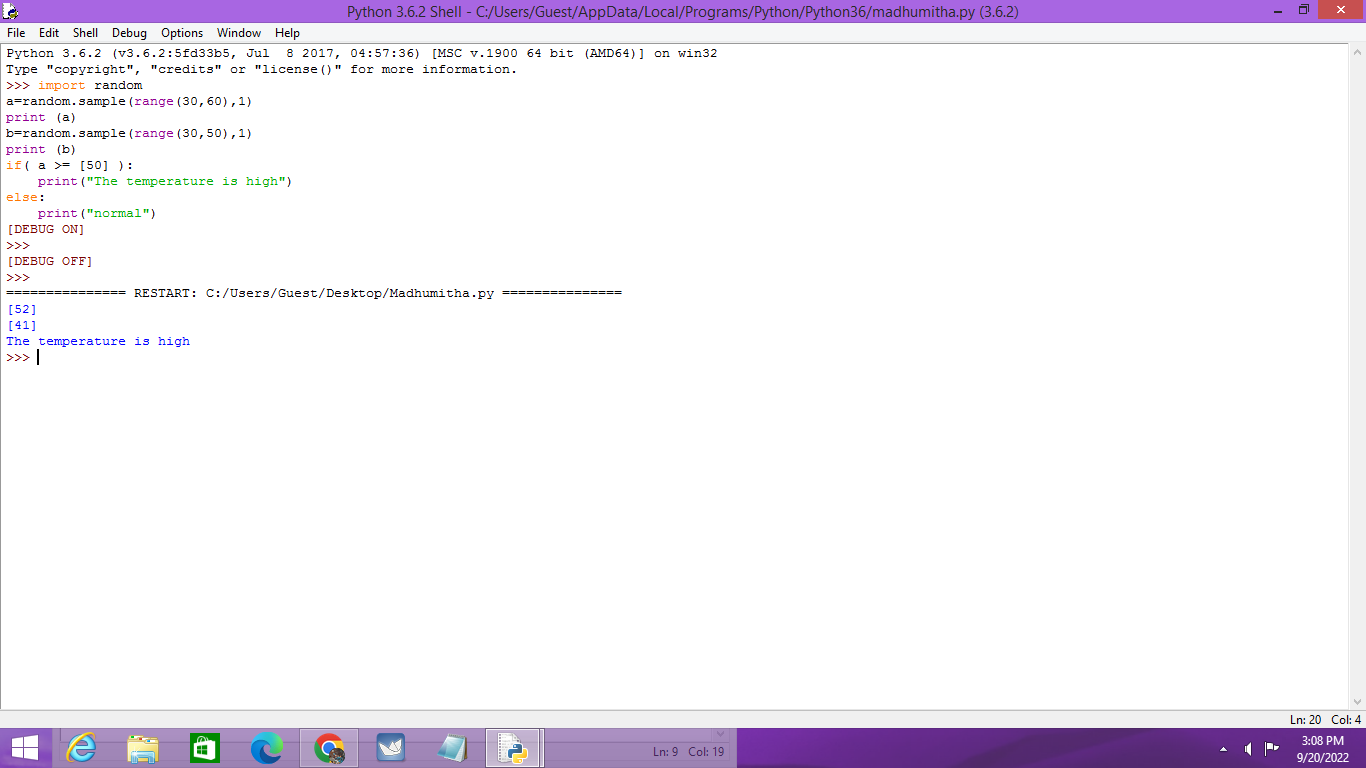 Python 3.6.2 Shell - C:/Users/Guest/AppData/Local/Programs/Python/Python36/madhumitha.py (3.6.2)
File Edit Shell Debug Options Window Help
Python 3.6.2 (v3.6.2:5fd33b5, Jul  8 2017, 04:57:36) [MSC v.1900 64 bit (AMD64)] on win32
Type "copyright", "credits" or "license()" for more information.
>>> import random
a=random.sample(range(30,60),1)
print (a)
b=random.sample(range(30,50),1)
print (b)
if( a >= [50] ):
    print("The temperature is high")
else:
    print("normal")
[DEBUG ON]
>>>
[DEBUG OFF]
>>>
=============== RESTART: C:/Users/Guest/Desktop/Madhumitha.py ===============
[52]
[41]
The temperature is high
>>>
Ln: 20 Col: 4
Ln: 9 Col: 19
3:08 PM
9/20/2022